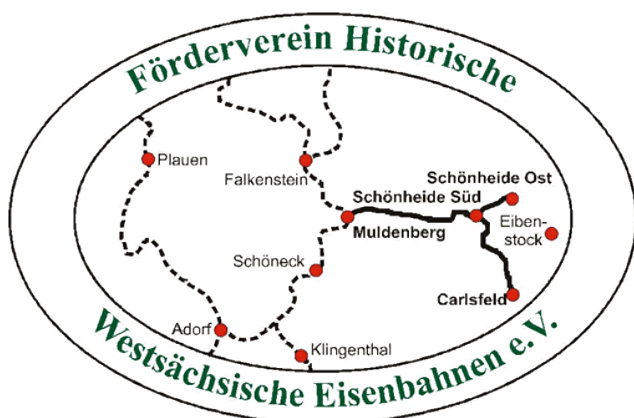 Förderverein Historische
Plauen
Falkenstein
Schönheide Ost
Schönheide Süd
Eiben-
stock
Muldenberg
Schöneck
Carlsfeld
Adorf
Klingenthal
Westsächsische Eisenbahnen e.V.